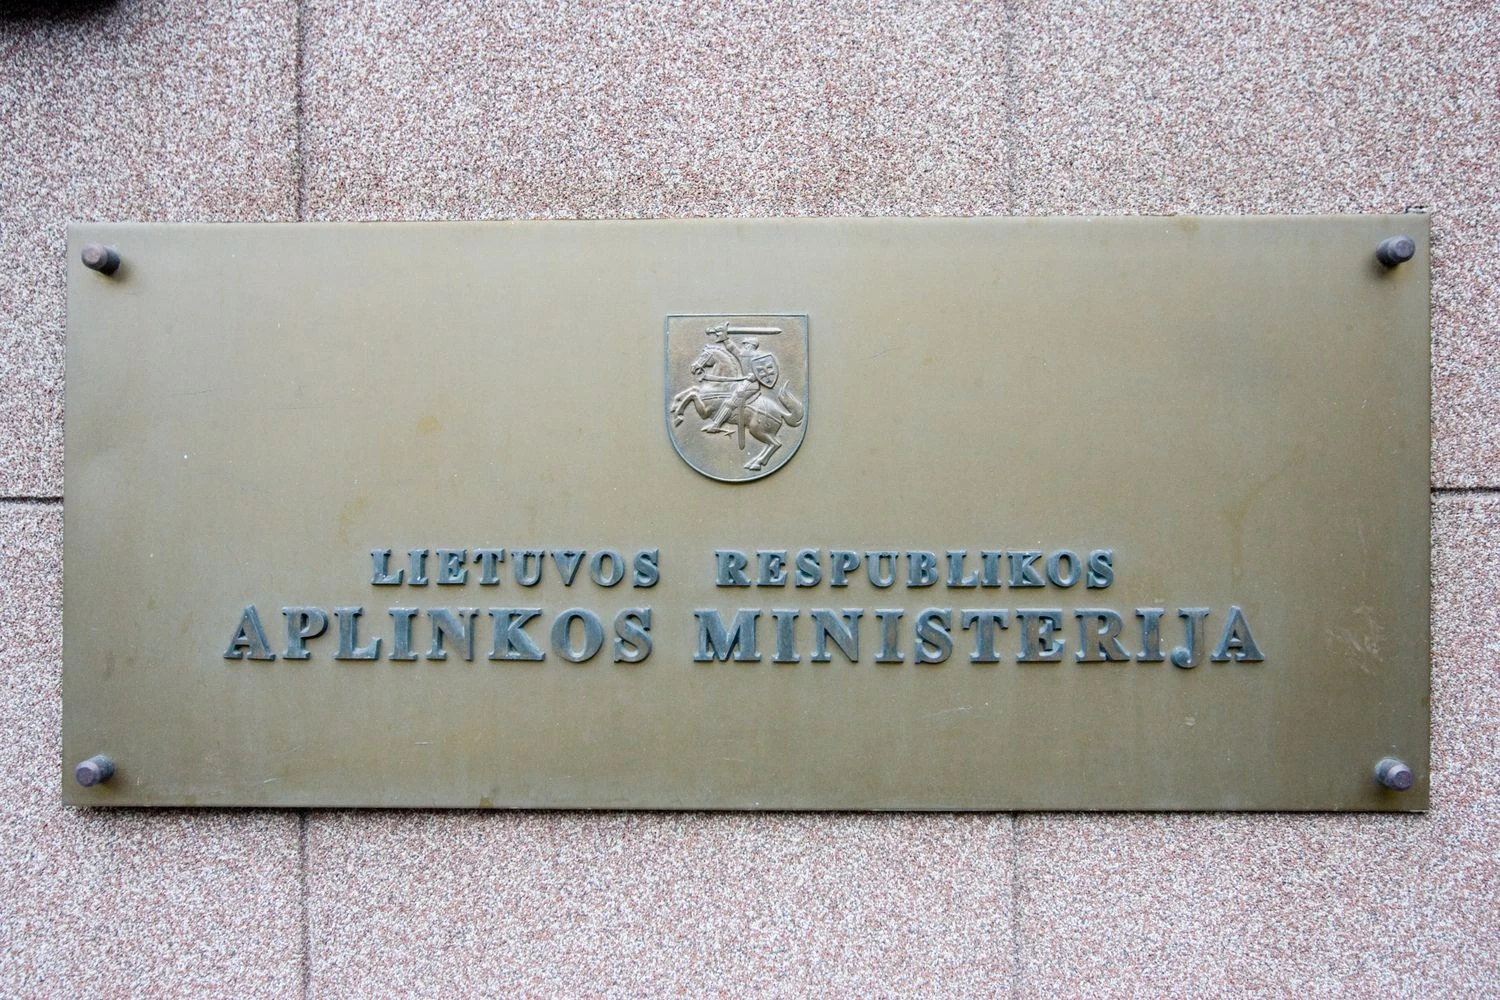 LIETUVOS RESPUBLIKOS
APLINKOS MINISTERIJA